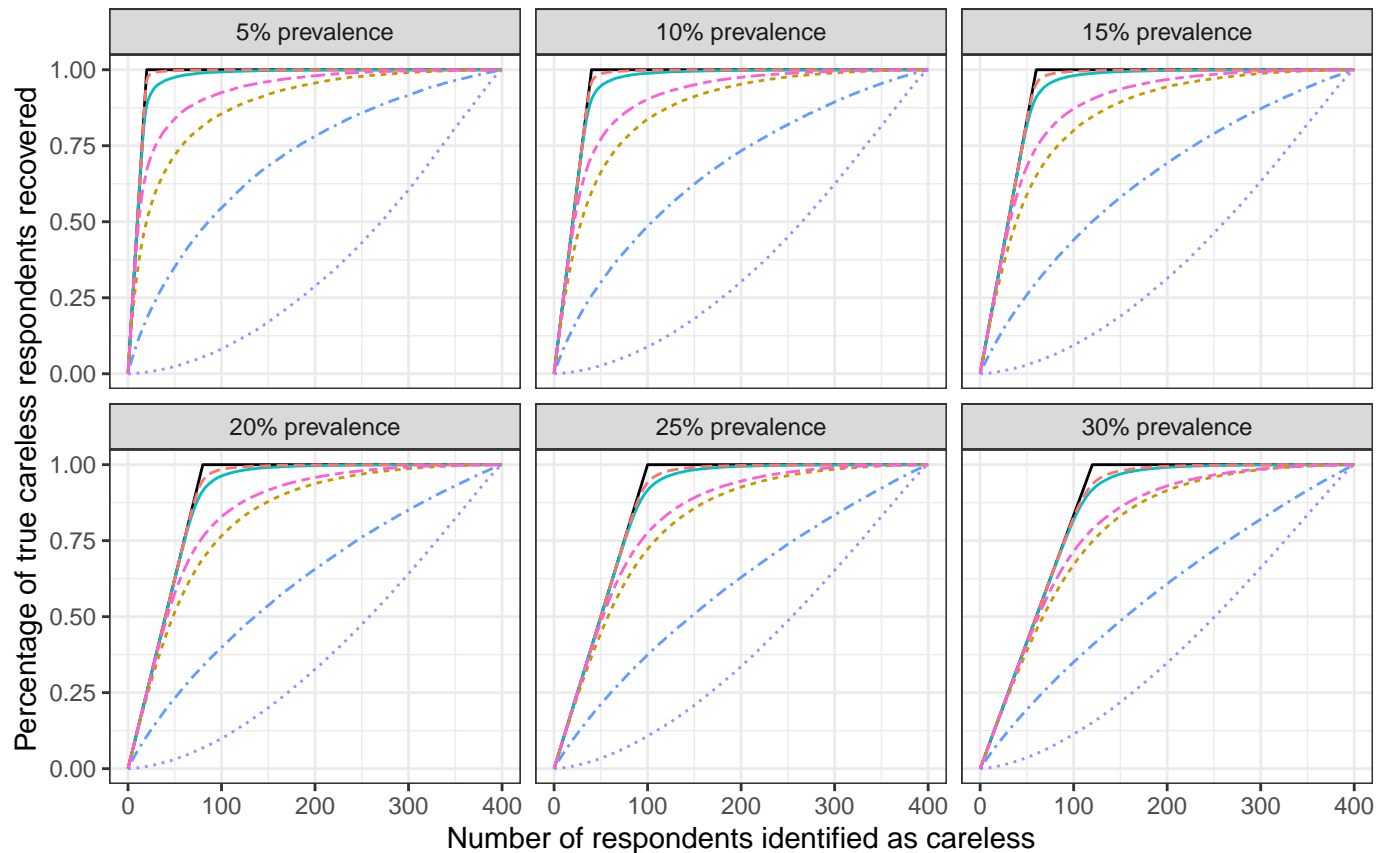 5% prevalence
10% prevalence
15% prevalence
1.00
0.75
0.50
0.25
0.00
20% prevalence
25% prevalence
30% prevalence
1.00
0.75
0.50
0.25
0.00
0 100 200 300 400
0 100 200 300 400
0 100 200 300 400
Number of respondents identified as careless
Percentage of true careless respondents recovered